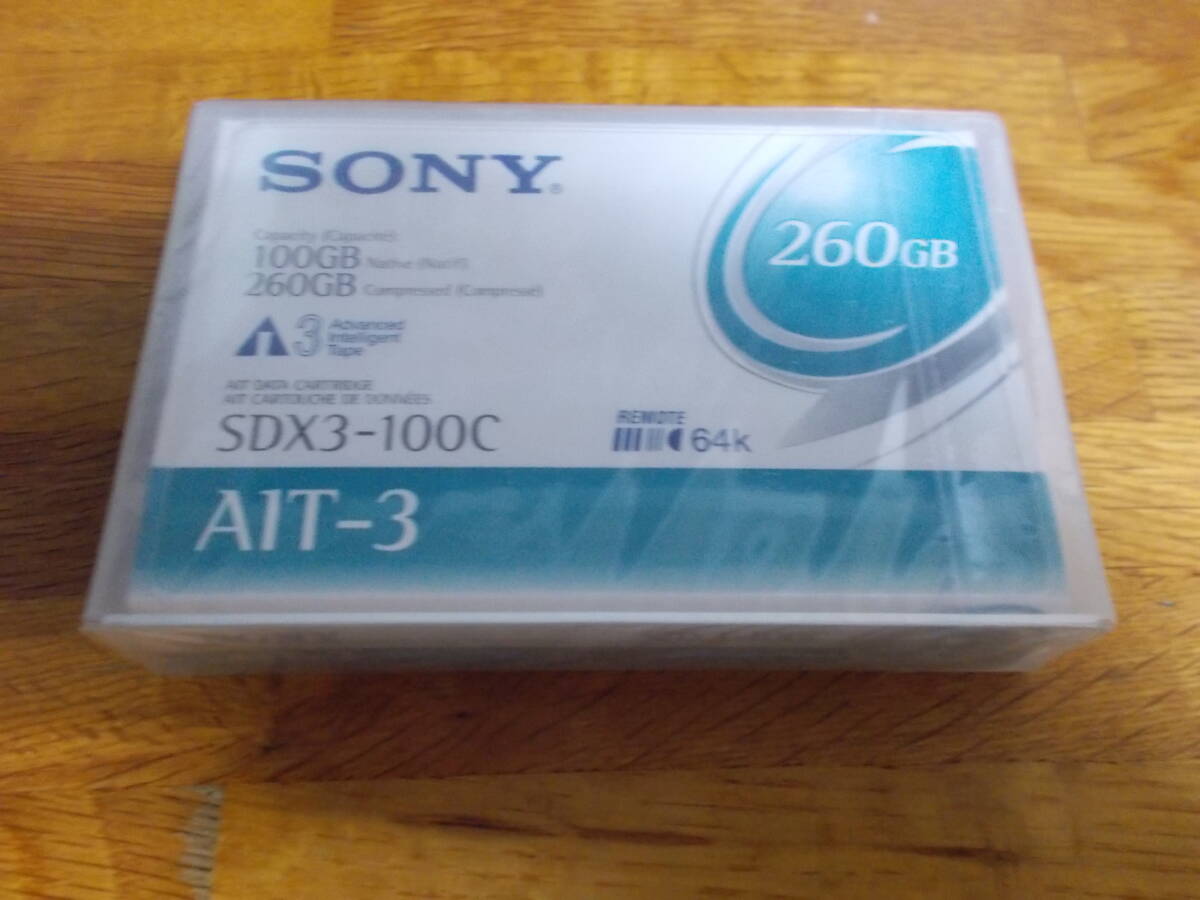 SONY®
260GB
Capacity (Capacité)
100GB Native (Natif)
260GB Compressed (Compressé)
3 Advanced
Intelligent
Tape
AIT DATA CARTRIDGE
AIT CARTOUCHE DE DONNÉES
SDX3-100C
REMOTE
64k
AIT-3